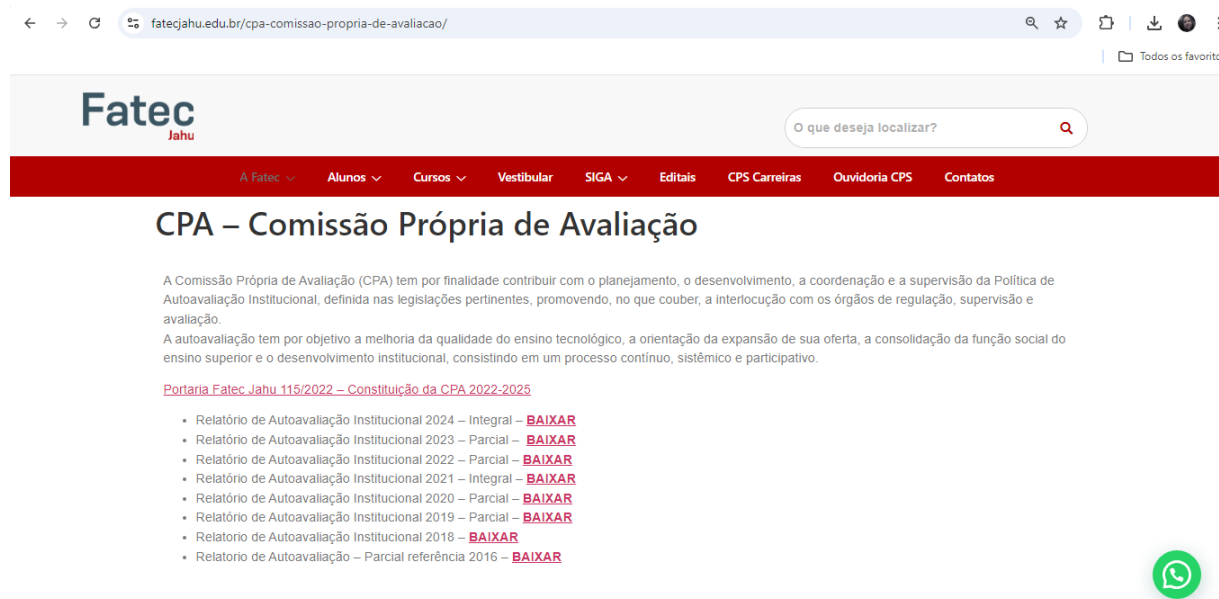 fatecjahu.edu.br/cpa-comissao-propria-de-avaliacao/
Todos os favorito
Fatec
Jahu
O que deseja localizar?
A Fatec Alunos Cursos Vestibular SIGA Editais CPS Carreiras Ouvidoria CPS Contatos
CPA – Comissão Própria de Avaliação
A Comissão Própria de Avaliação (CPA) tem por finalidade contribuir com o planejamento, o desenvolvimento, a coordenação e a supervisão da Política de
Autoavaliação Institucional, definida nas legislações pertinentes, promovendo, no que couber, a interlocução com os órgãos de regulação, supervisão e
avaliação.
A autoavaliação tem por objetivo a melhoria da qualidade do ensino tecnológico, a orientação da expansão de sua oferta, a consolidação da função social do
ensino superior e o desenvolvimento institucional, consistindo em um processo contínuo, sistêmico e participativo.
Portaria Fatec Jahu 115/2022 – Constituição da CPA 2022-2025
• Relatório de Autoavaliação Institucional 2024 – Integral – BAIXAR
• Relatório de Autoavaliação Institucional 2023 – Parcial – BAIXAR
• Relatório de Autoavaliação Institucional 2022 – Parcial – BAIXAR
• Relatório de Autoavaliação Institucional 2021 – Integral – BAIXAR
• Relatório de Autoavaliação Institucional 2020 – Parcial – BAIXAR
• Relatório de Autoavaliação Institucional 2019 – Parcial – BAIXAR
• Relatório de Autoavaliação Institucional 2018 – BAIXAR
• Relatorio de Autoavaliação – Parcial referência 2016 – BAIXAR